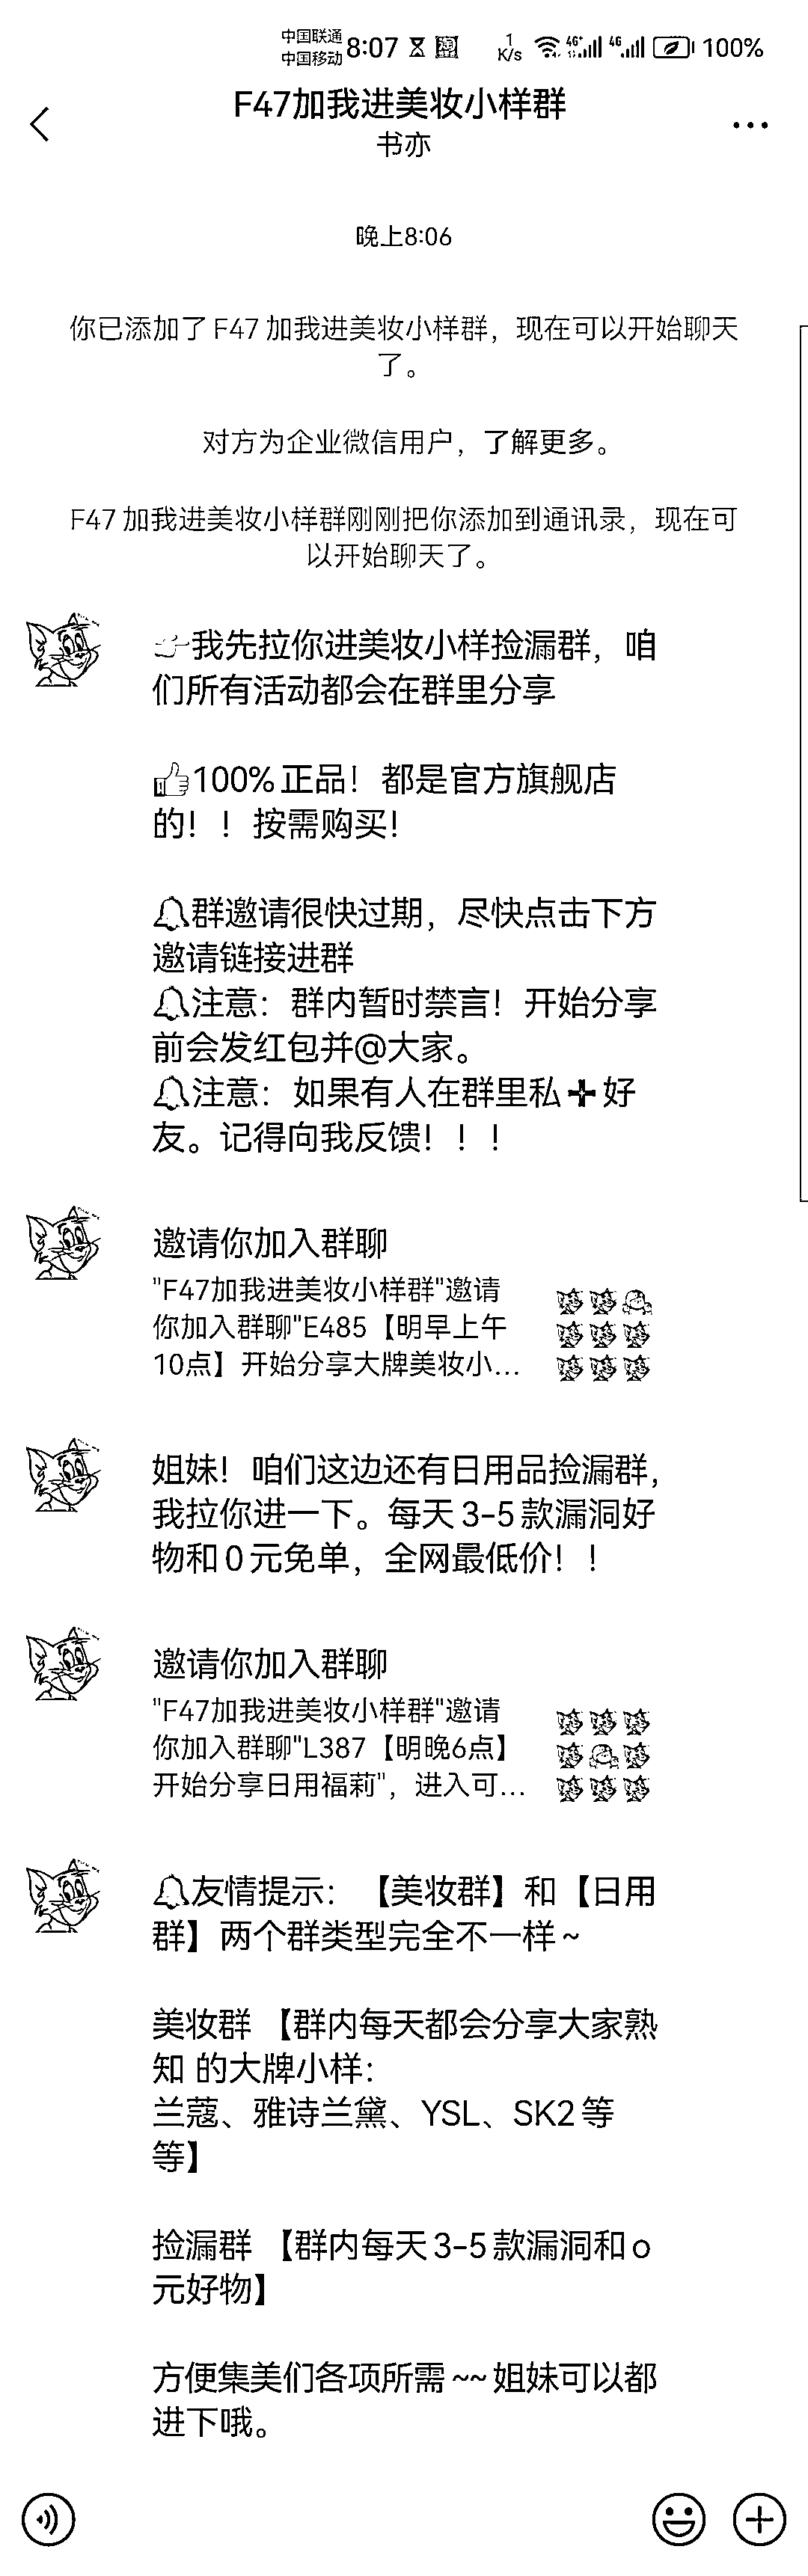 中国联通
中国移动
8:07
1
K/s
4G+
4G
100%
F47加我进美妆小样群
书亦
晚上8:06
你已添加了 F47 加我进美妆小样群，现在可以开始聊天
了。
对方为企业微信用户，了解更多。
F47 加我进美妆小样群刚刚把你添加到通讯录，现在可
以开始聊天了。
👉我先拉你进美妆小样捡漏群，咱
们所有活动都会在群里分享
👍100%正品！都是官方旗舰店
的！！按需购买！
🔔群邀请很快过期，尽快点击下方
邀请链接进群
🔔注意：群内暂时禁言！开始分享
前会发红包并@大家。
🔔注意：如果有人在群里私➕好
友。记得向我反馈！！！
邀请你加入群聊
"F47加我进美妆小样群"邀请
你加入群聊"E485【明早上午
10点】开始分享大牌美妆小...
姐妹！咱们这边还有日用品捡漏群，
我拉你进一下。每天 3-5 款漏洞好
物和 0 元免单，全网最低价！！
邀请你加入群聊
"F47加我进美妆小样群"邀请
你加入群聊"L387【明晚6点】
开始分享日用福莉"，进入可...
🔔友情提示：【美妆群】和【日用
群】两个群类型完全不一样~
美妆群 【群内每天都会分享大家熟
知 的大牌小样：
兰蔻、雅诗兰黛、YSL、SK2 等
等】
捡漏群 【群内每天 3-5 款漏洞和 o
元好物】
方便集美们各项所需 ~~ 姐妹可以都
进下哦。